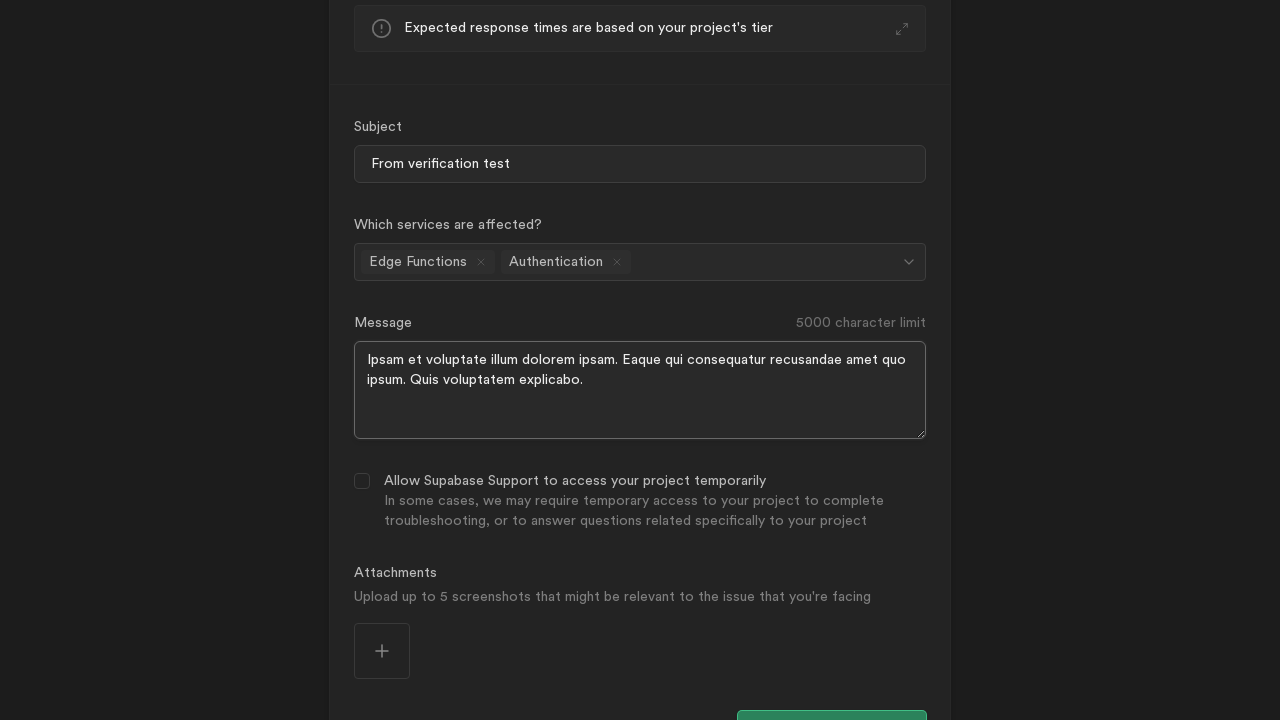 Expected response times are based on your project's tier
Subject
From verification test
Which services are affected?
Edge Functions
Authentication
Message
5000 character limit
Ipsam et voluptate illum dolorem ipsam. Eaque qui consequatur recusandae amet quo
ipsum. Quis voluptatem explicabo.
Allow Supabase Support to access your project temporarily
In some cases, we may require temporary access to your project to complete
troubleshooting, or to answer questions related specifically to your project
Attachments
Upload up to 5 screenshots that might be relevant to the issue that you're facing